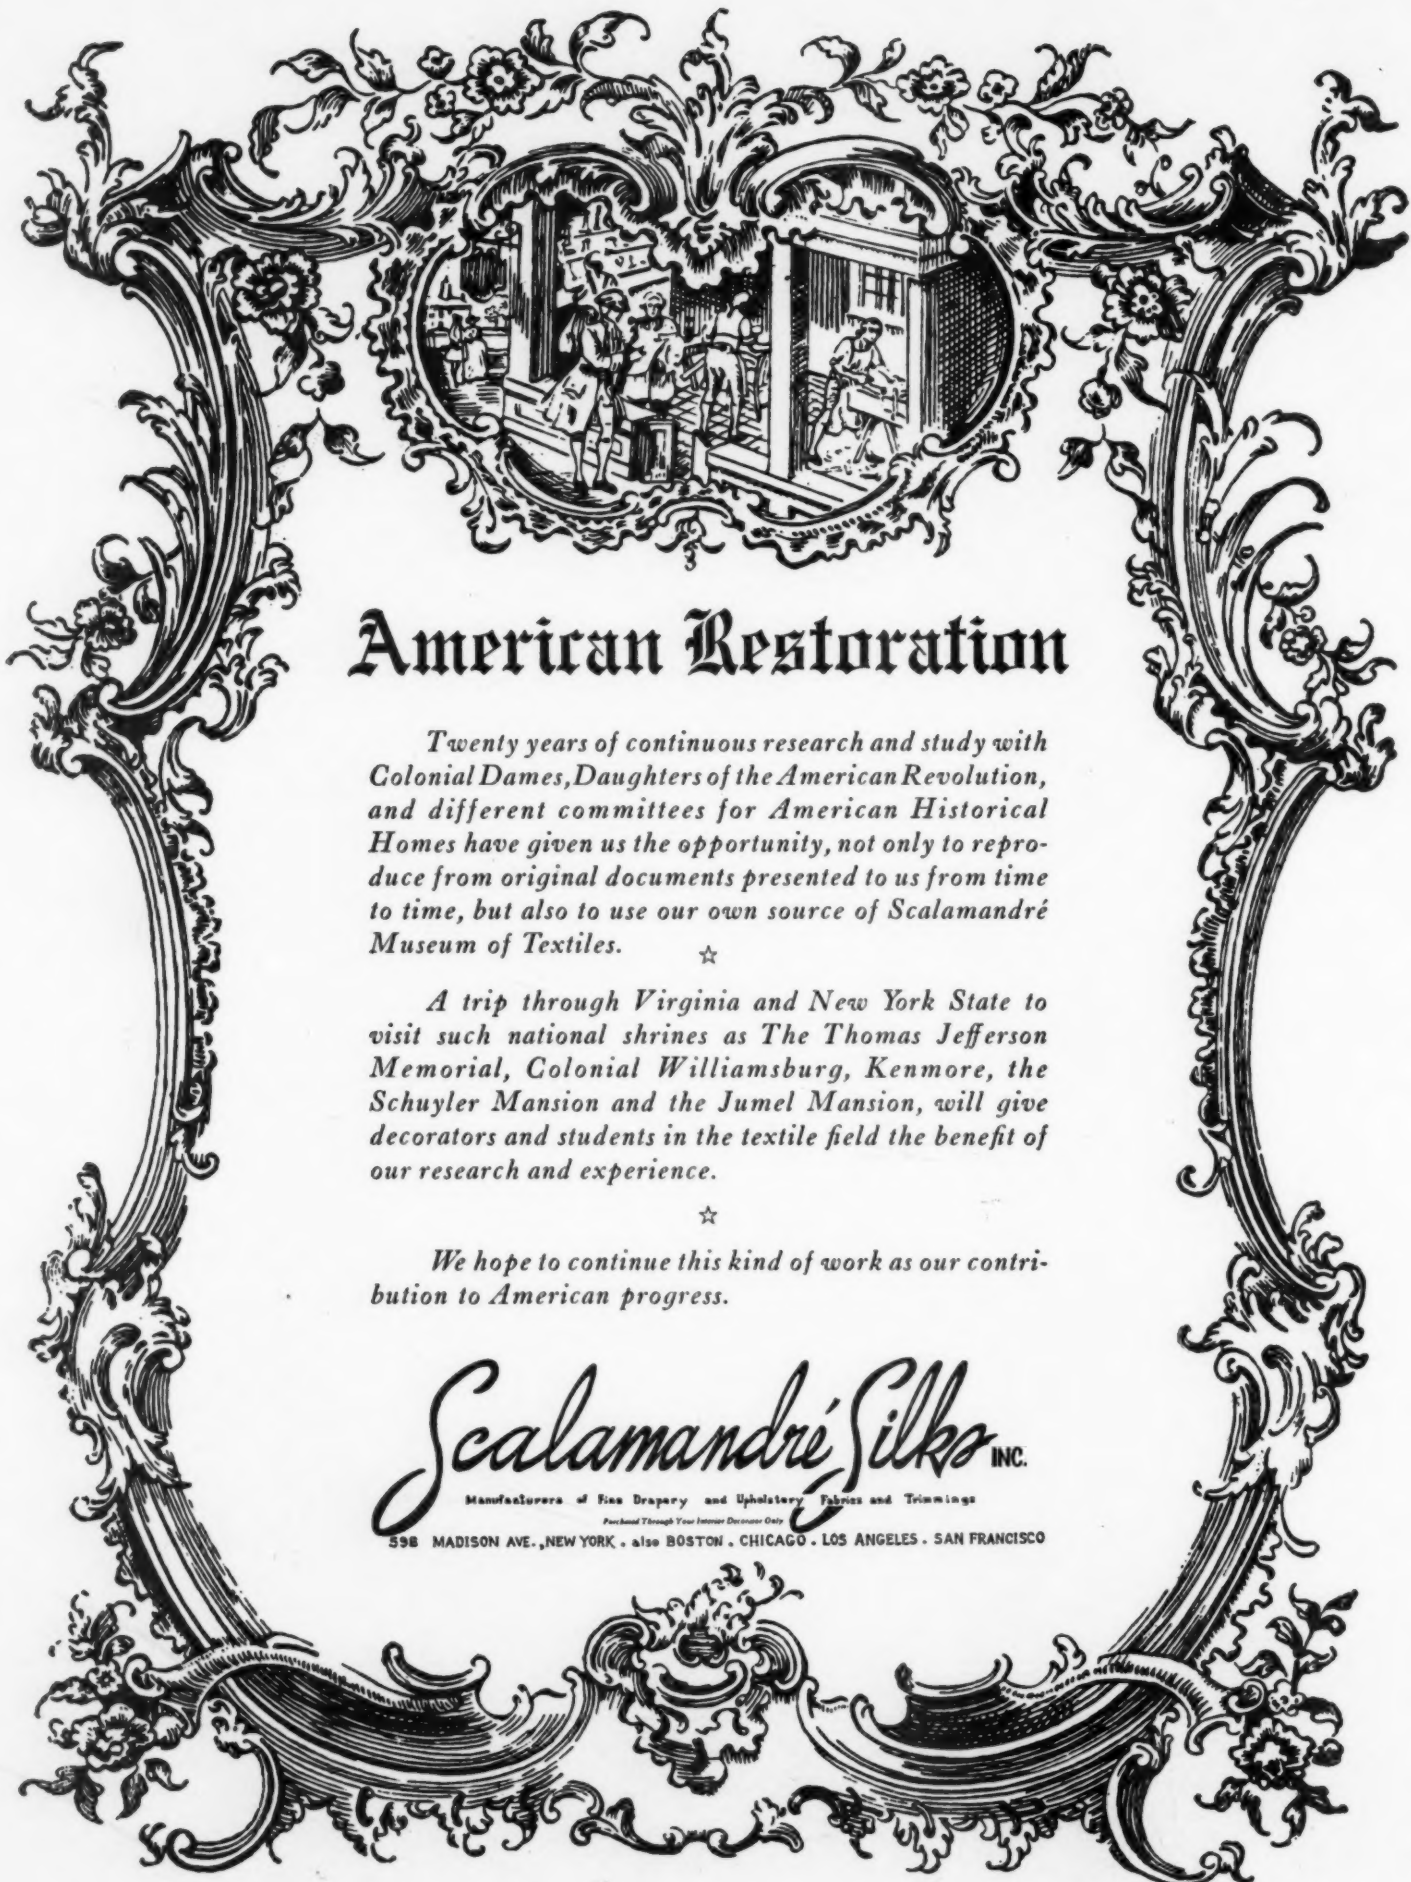 American Restoration
Twenty years of continuous research and study with
Colonial Dames, Daughters of the American Revolution,
and different committees for American Historical
Homes have given us the opportunity, not only to repro-
duce from original documents presented to us from time
to time, but also to use our own source of Scalamandré
Museum of Textiles.
☆
A trip through Virginia and New York State to
visit such national shrines as The Thomas Jefferson
Memorial, Colonial Williamsburg, Kenmore, the
Schuyler Mansion and the Jumel Mansion, will give
decorators and students in the textile field the benefit of
our research and experience.
☆
We hope to continue this kind of work as our contri-
bution to American progress.
Scalamandré Silks INC.
Manufacturers of Fine Drapery and Upholstery Fabrics and Trimmings
Purchased Through Your Interior Decorator Only
598 MADISON AVE., NEW YORK . also BOSTON . CHICAGO . LOS ANGELES . SAN FRANCISCO